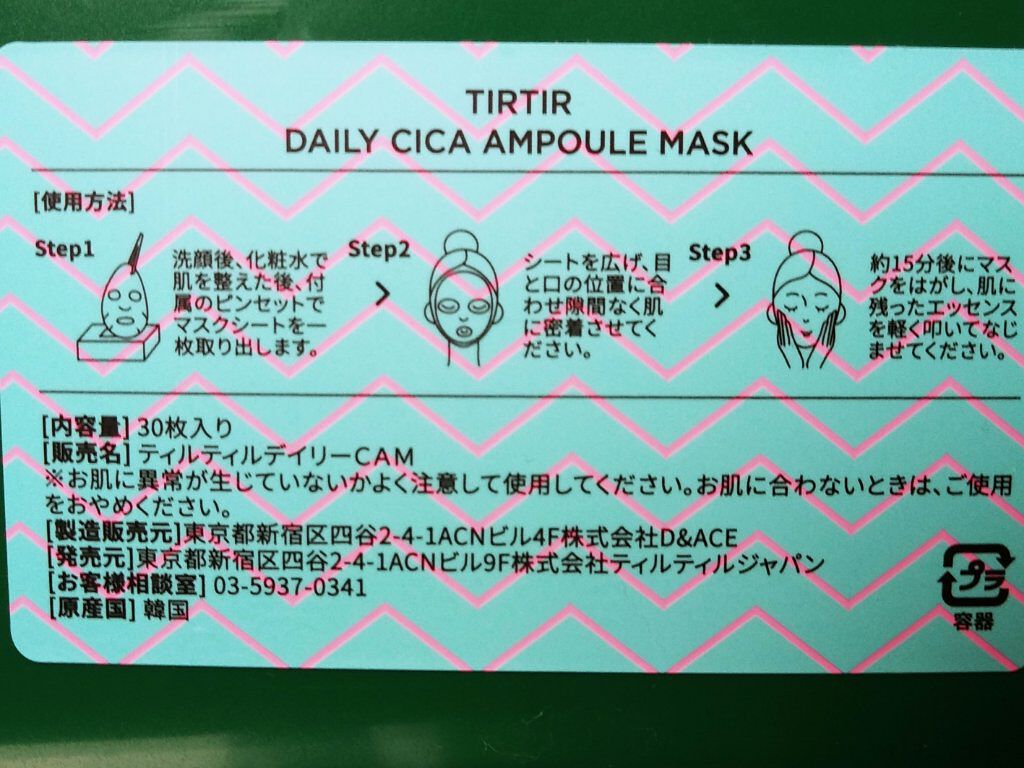 TIRTIR
DAILY CICA AMPOULE MASK
[使用方法]
Step1
洗顔後、化粧水で
肌を整えた後、付
属のピンセットで
マスクシートを一
枚取り出します。
Step2
シートを広げ、目
と口の位置に合
わせ隙間なく肌
に密着させてく
ださい。
Step3
約15分後にマス
クをはがし、肌に
残ったエッセンス
を軽く叩いてなじ
ませてください。
[内容量] 30枚入り
[販売名] ティルティルデイリーCAM
※お肌に異常が生じていないかよく注意して使用してください。お肌に合わないときは、ご使用
をおやめください。
[製造販売元]東京都新宿区四谷2-4-1ACNビル4F株式会社D&ACE
[発売元]東京都新宿区四谷2-4-1ACNビル9F株式会社ティルティルジャパン
[お客様相談室] 03-5937-0341
[原産国] 韓国
プラ
容器